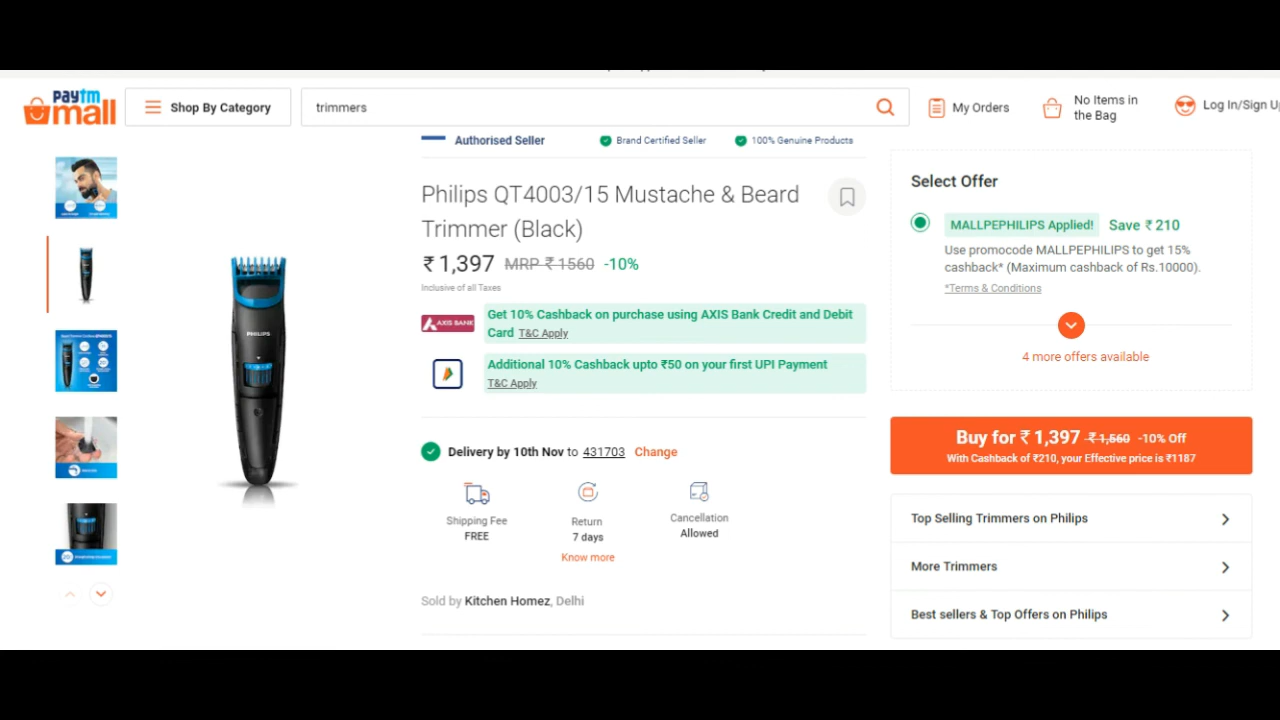 paytm
mall
Shop By Category
trimmers
My Orders
No Items in
the Bag
Log In/Sign Up
Authorised Seller
Brand Certified Seller
100% Genuine Products
Philips QT4003/15 Mustache & Beard
Trimmer (Black)
₹ 1,397 MRP ₹ 1560 -10%
Inclusive of all Taxes
AXIS BANK
Get 10% Cashback on purchase using AXIS Bank Credit and Debit
Card T&C Apply
Additional 10% Cashback upto ₹50 on your first UPI Payment
T&C Apply
Delivery by 10th Nov to 431703 Change
Shipping Fee
FREE
Return
7 days
Know more
Cancellation
Allowed
Sold by Kitchen Homez, Delhi
PHILIPS
Select Offer
MALLPEPHILIPS Applied! Save ₹ 210
Use promocode MALLPEPHILIPS to get 15%
cashback* (Maximum cashback of Rs.10000).
*Terms & Conditions
4 more offers available
Buy for ₹ 1,397 ₹ 1,560 -10% Off
With Cashback of ₹210, your Effective price is ₹1187
Top Selling Trimmers on Philips
More Trimmers
Best sellers & Top Offers on Philips